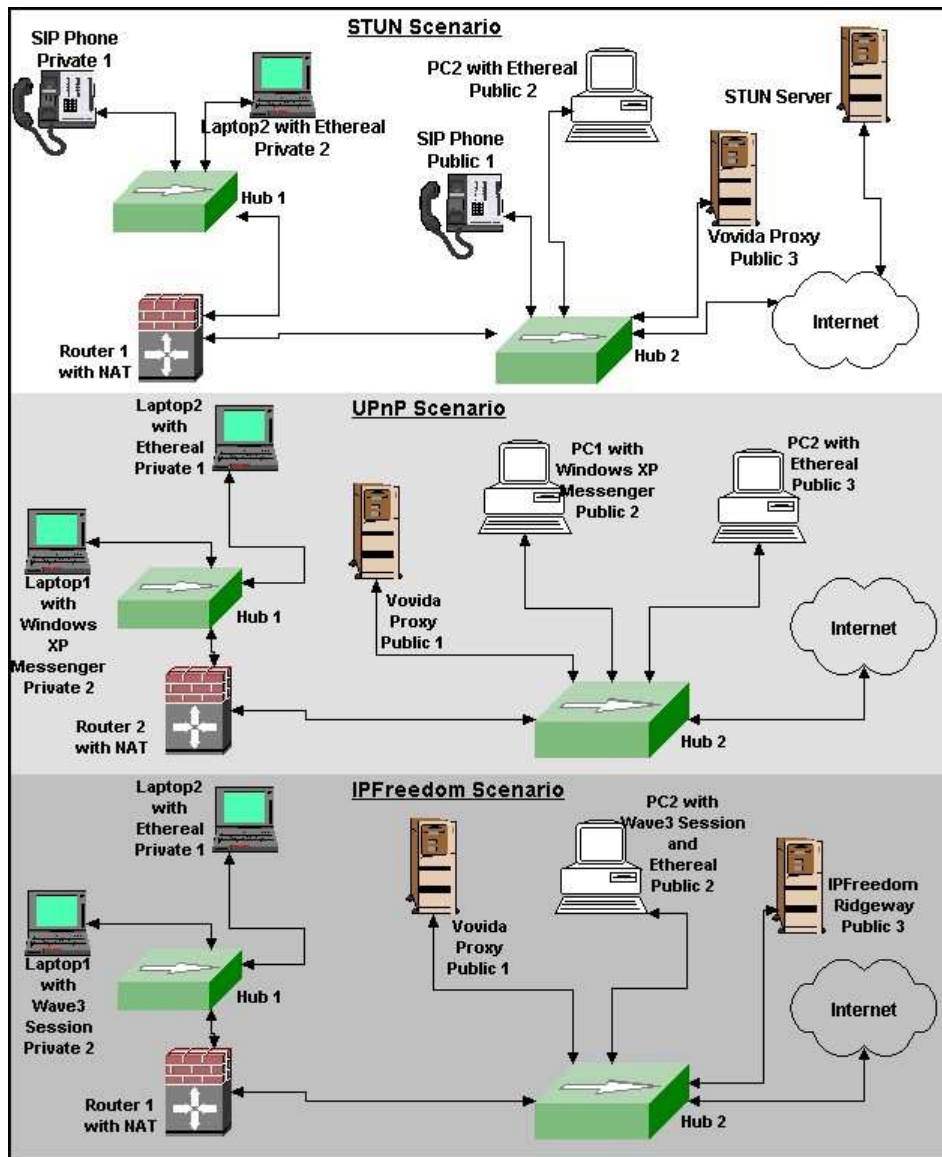 STUN Scenario
SIP Phone
Private 1
Laptop2 with Ethereal
Private 2
Hub 1
PC2 with Ethereal
Public 2
SIP Phone
Public 1
STUN Server
Vovida Proxy
Public 3
Internet
Router 1
with NAT
Hub 2
UPnP Scenario
Laptop2
with
Ethereal
Private 1
PC1 with
Windows XP
Messenger
Public 2
PC2 with
Ethereal
Public 3
Laptop1
with
Windows
XP
Messenger
Private 2
Hub 1
Vovida
Proxy
Public 1
Internet
Router 2
with NAT
Hub 2
IPFreedom Scenario
Laptop2
with
Ethereal
Private 1
PC2 with
Wave3 Session
and
Ethereal
Public 2
IPFreedom
Ridgeway
Public 3
Laptop1
with
Wave3
Session
Private 2
Hub 1
Vovida
Proxy
Public 1
Internet
Router 1
with NAT
Hub 2